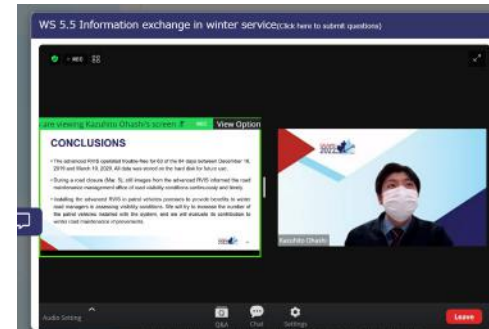 WS 5.5 Information exchange in winter service(Click here to submit questions)
REC
are viewing Kazuhito Ohashi's screen
View Option
CONCLUSIONS
• The advanced RVIS operated trouble-free for 63 of the 64 days between December 16,
2019 and March 19, 2020. All data was stored on the hard disk for future use.
• During a road closure (Mar. 5), still images from the advanced RVIS informed the road
maintenance management office of road visibility conditions continuously and timely.
• Installing the advanced RVIS in patrol vehicles promises to provide benefits to winter
road managers in assessing visibility conditions. We will try to increase the number of
the patrol vehicles installed with the system, and we will evaluate its contribution to
winter road maintenance improvements.
Kazuhito Ohashi
Audio Setting
Q&A
Chat
Settings
Leave